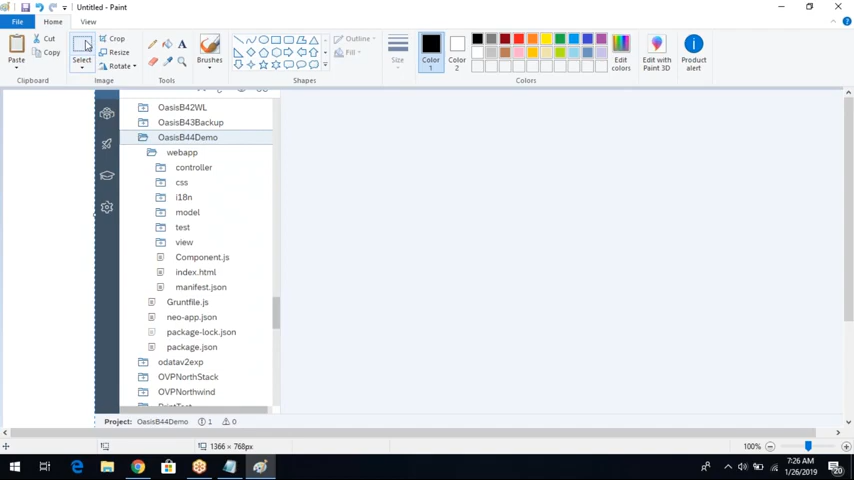 Untitled - Paint
File Home View
Paste
Cut
Copy
Clipboard
Select
Crop
Resize
Rotate
Image
A
Tools
Brushes
Shapes
Outline
Fill
Size
Color 1
Color 2
Edit colors
Colors
Edit with Paint 3D
Product alert
OasisB42WL
OasisB43Backup
OasisB44Demo
webapp
controller
css
i18n
model
test
view
Component.js
index.html
manifest.json
Gruntfile.js
neo-app.json
package-lock.json
package.json
odatav2exp
OVPNorthStack
OVPNorthwind
PrintTest
Project: OasisB44Demo 1 0
1366 × 768px
100%
7:26 AM
1/26/2019
20